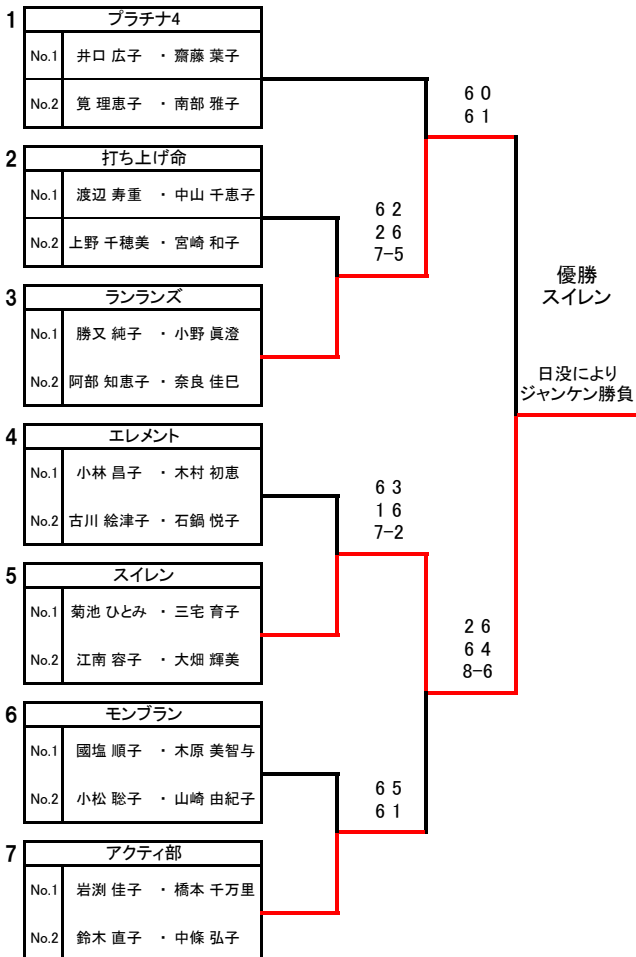 1
プラチナ4
No.1 井口 広子 ・ 齋藤 葉子
No.2 筧 理恵子 ・ 南部 雅子
6 0
6 1
2
打ち上げ命
No.1 渡辺 寿重 ・ 中山 千恵子
No.2 上野 千穂美 ・ 宮崎 和子
6 2
2 6
7-5
3
ランランズ
No.1 勝又 純子 ・ 小野 眞澄
No.2 阿部 知恵子 ・ 奈良 佳巳
優勝
スイレン
日没により
ジャンケン勝負
4
エレメント
No.1 小林 昌子 ・ 木村 初恵
No.2 古川 絵津子 ・ 石鍋 悦子
6 3
1 6
7-2
5
スイレン
No.1 菊池 ひとみ ・ 三宅 育子
No.2 江南 容子 ・ 大畑 輝美
2 6
6 4
8-6
6
モンブラン
No.1 國塩 順子 ・ 木原 美智与
No.2 小松 聡子 ・ 山崎 由紀子
6 5
6 1
7
アクティ部
No.1 岩渕 佳子 ・ 橋本 千万里
No.2 鈴木 直子 ・ 中條 弘子